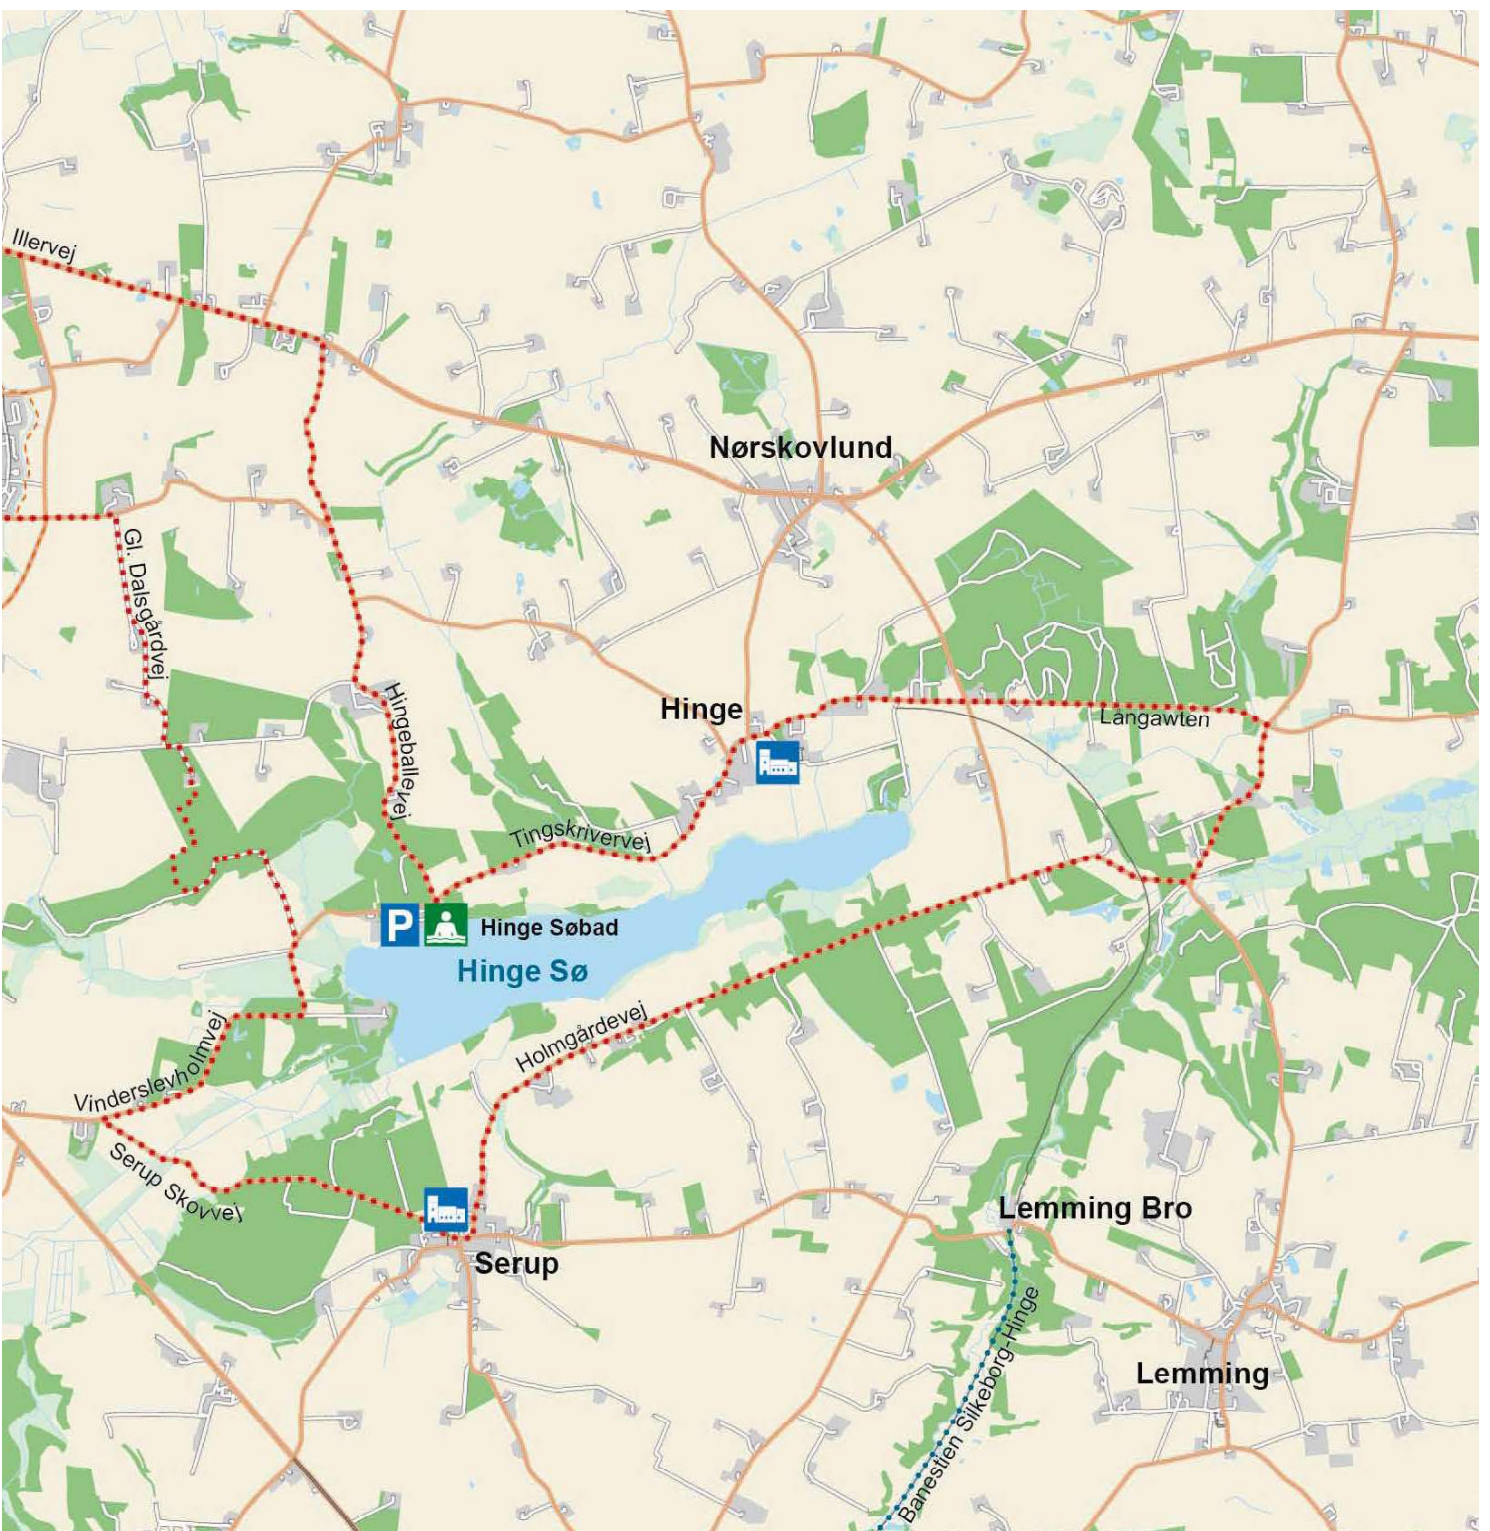 Illervej
Nørskovlund
Gl. Dalsgårdvej
Hingeballevej
Hinge
Långawten
Tingskrivervej
P
Hinge Søbad
Hinge Sø
Holmgårdevej
Vinderslevholmvej
Serup Skovvej
Lemming Bro
Serup
Banestien Silkeborg-Hinge
Lemming